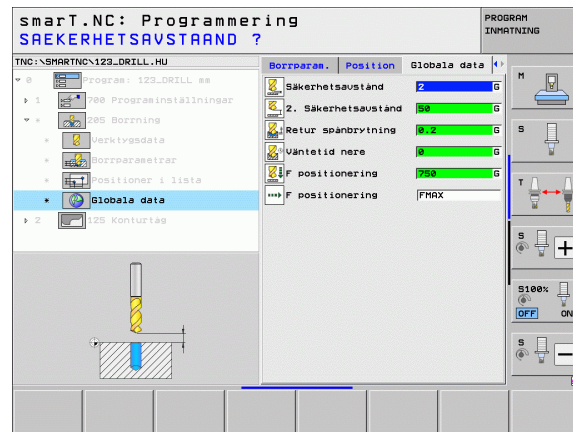 smarT.NC: Programmering
SAEKERHETSAVSTAAND ?
PROGRAM
INMATNING
TNC:\SMARTNC\123_DRILL.HU
0 Program: 123_DRILL mm
1 700 Programinställningar
* 205 Borrning
* Verktygsdata
* Borrparametrar
* Positioner i lista
* Globala data
2 125 Konturtåg
Borrparam. Position Globala data
Säkerhetsavstånd 2 G
2. Säkerhetsavstånd 50 G
Retur spånbrytning 0.2 G
Väntetid nere 0 G
F positionering 750 G
F positionering FMAX
M
S
T
S
+
S100%
OFF ON
S
−